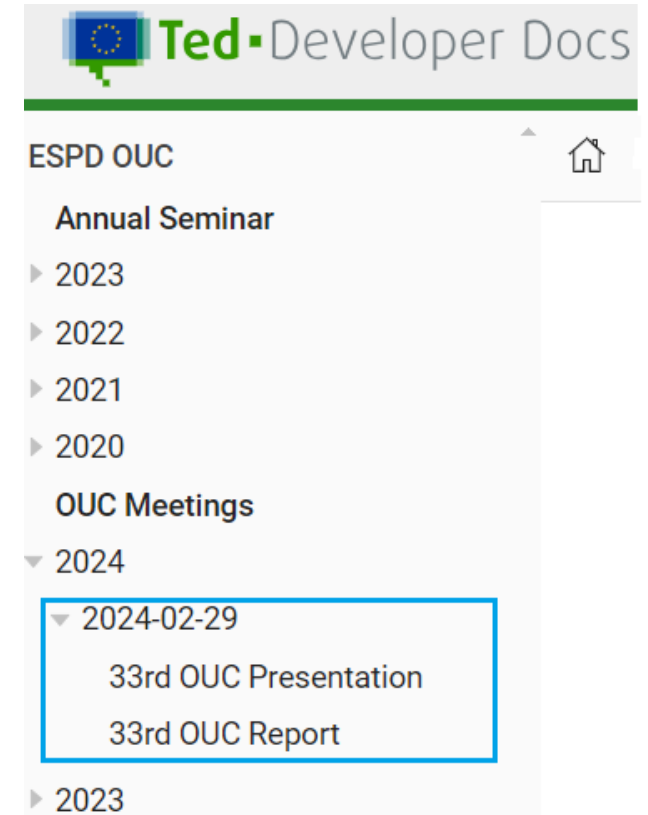 Ted▪Developer Docs
ESPD OUC
Annual Seminar
2023
2022
2021
2020
OUC Meetings
2024
2024-02-29
33rd OUC Presentation
33rd OUC Report
2023